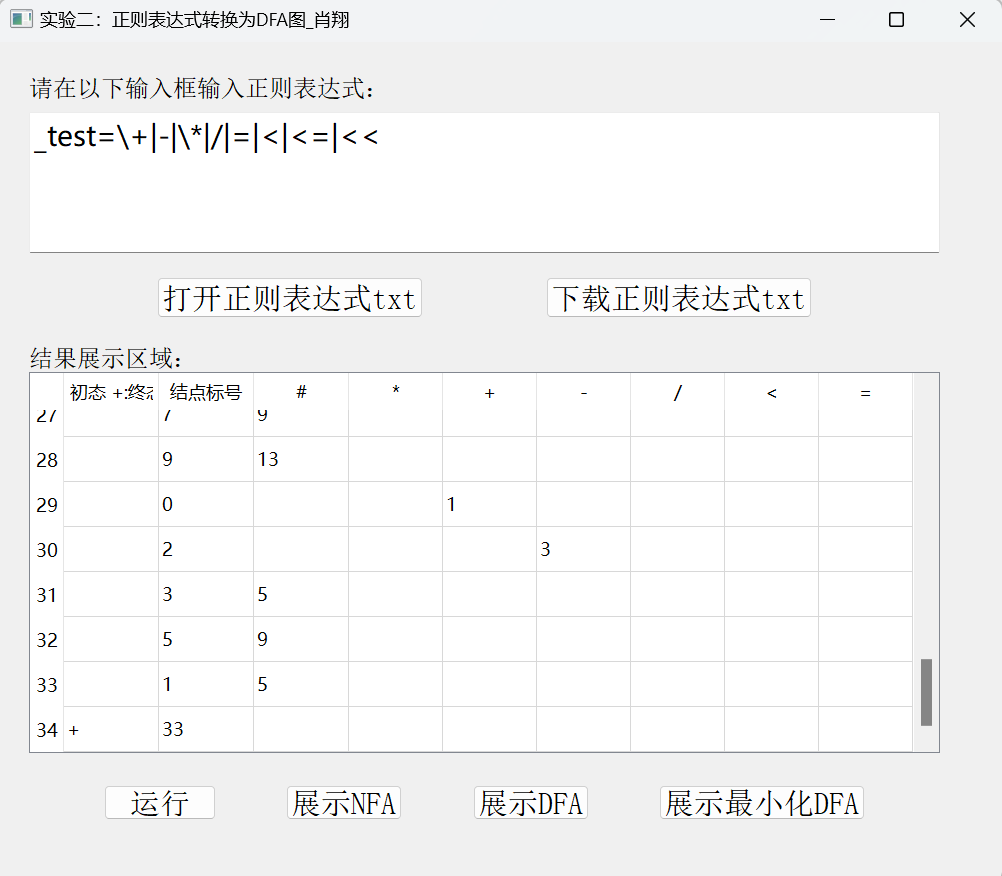 实验二：正则表达式转换为DFA图_肖翔
请在以下输入框输入正则表达式：
_test=\+|-|\*|/|=|<|<=|<<
打开正则表达式txt 下载正则表达式txt
结果展示区域：
初态 +:终态 结点标号 # * + - / < =
27 7 9
28 9 13
29 0 1
30 2 3
31 3 5
32 5 9
33 1 5
34 + 33
运行 展示NFA 展示DFA 展示最小化DFA